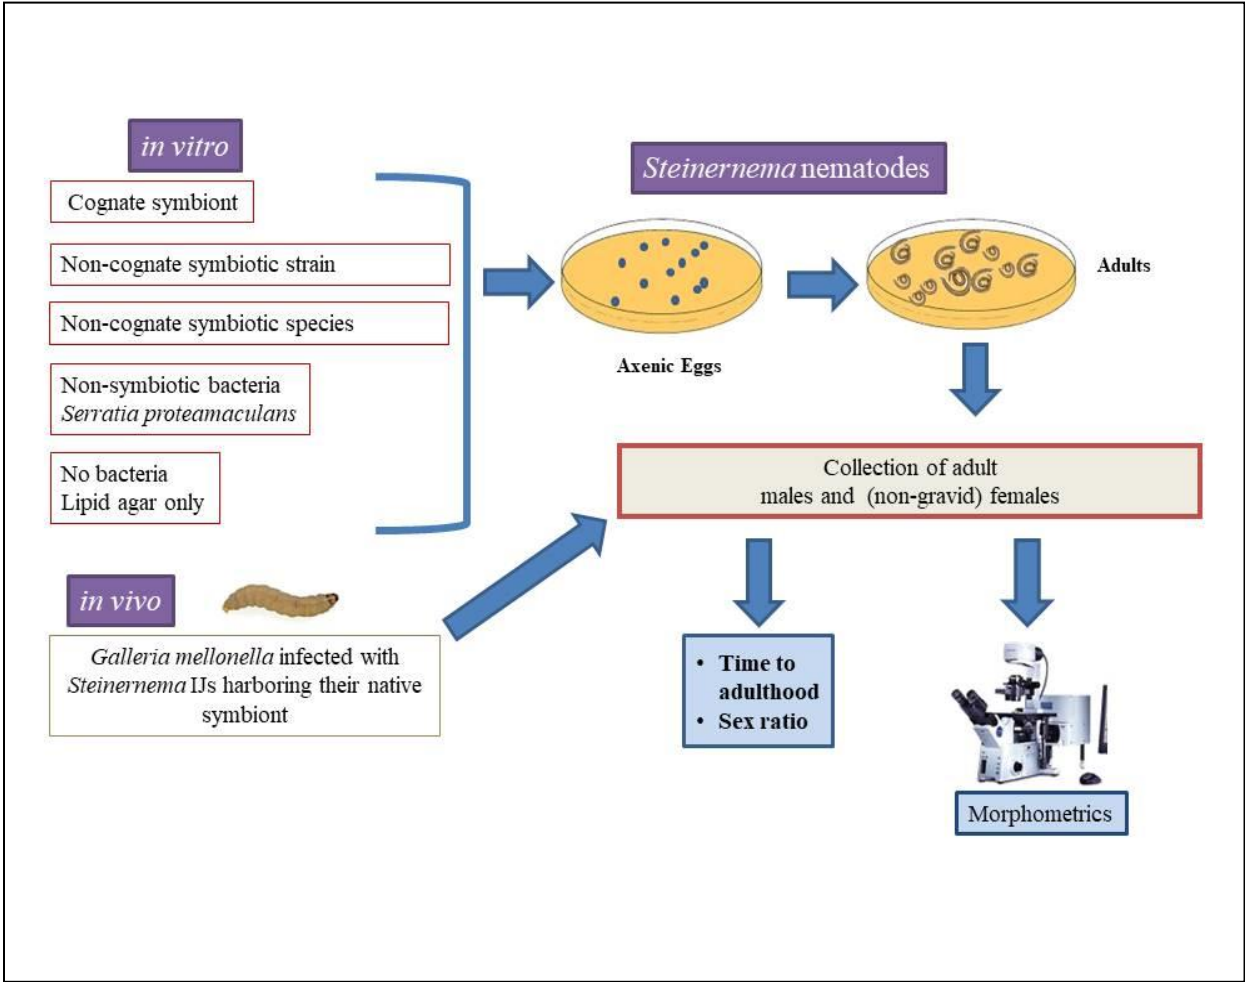 in vitro
Cognate symbiont
Non-cognate symbiotic strain
Non-cognate symbiotic species
Non-symbiotic bacteria
Serratia proteamaculans
No bacteria
Lipid agar only
Steinernema nematodes
Axenic Eggs
Adults
Collection of adult
males and (non-gravid) females
in vivo
Galleria mellonella infected with
Steinernema IJs harboring their native
symbiont
• Time to
adulthood
• Sex ratio
Morphometrics